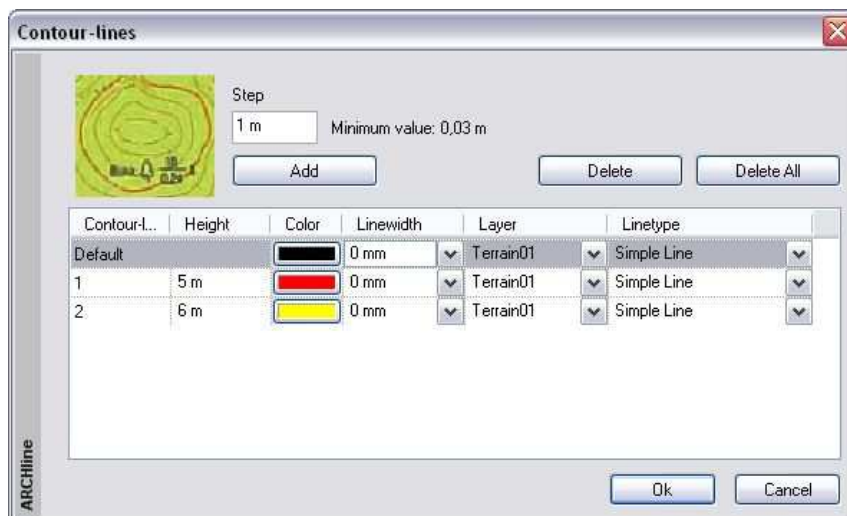 Contour-lines
Step
1 m
Minimum value: 0,03 m
Add
Delete
Delete All
Contour-l... Height Color Linewidth Layer Linetype
Default 0 mm Terrain01 Simple Line
1 5 m 0 mm Terrain01 Simple Line
2 6 m 0 mm Terrain01 Simple Line
ARCHline
Ok
Cancel